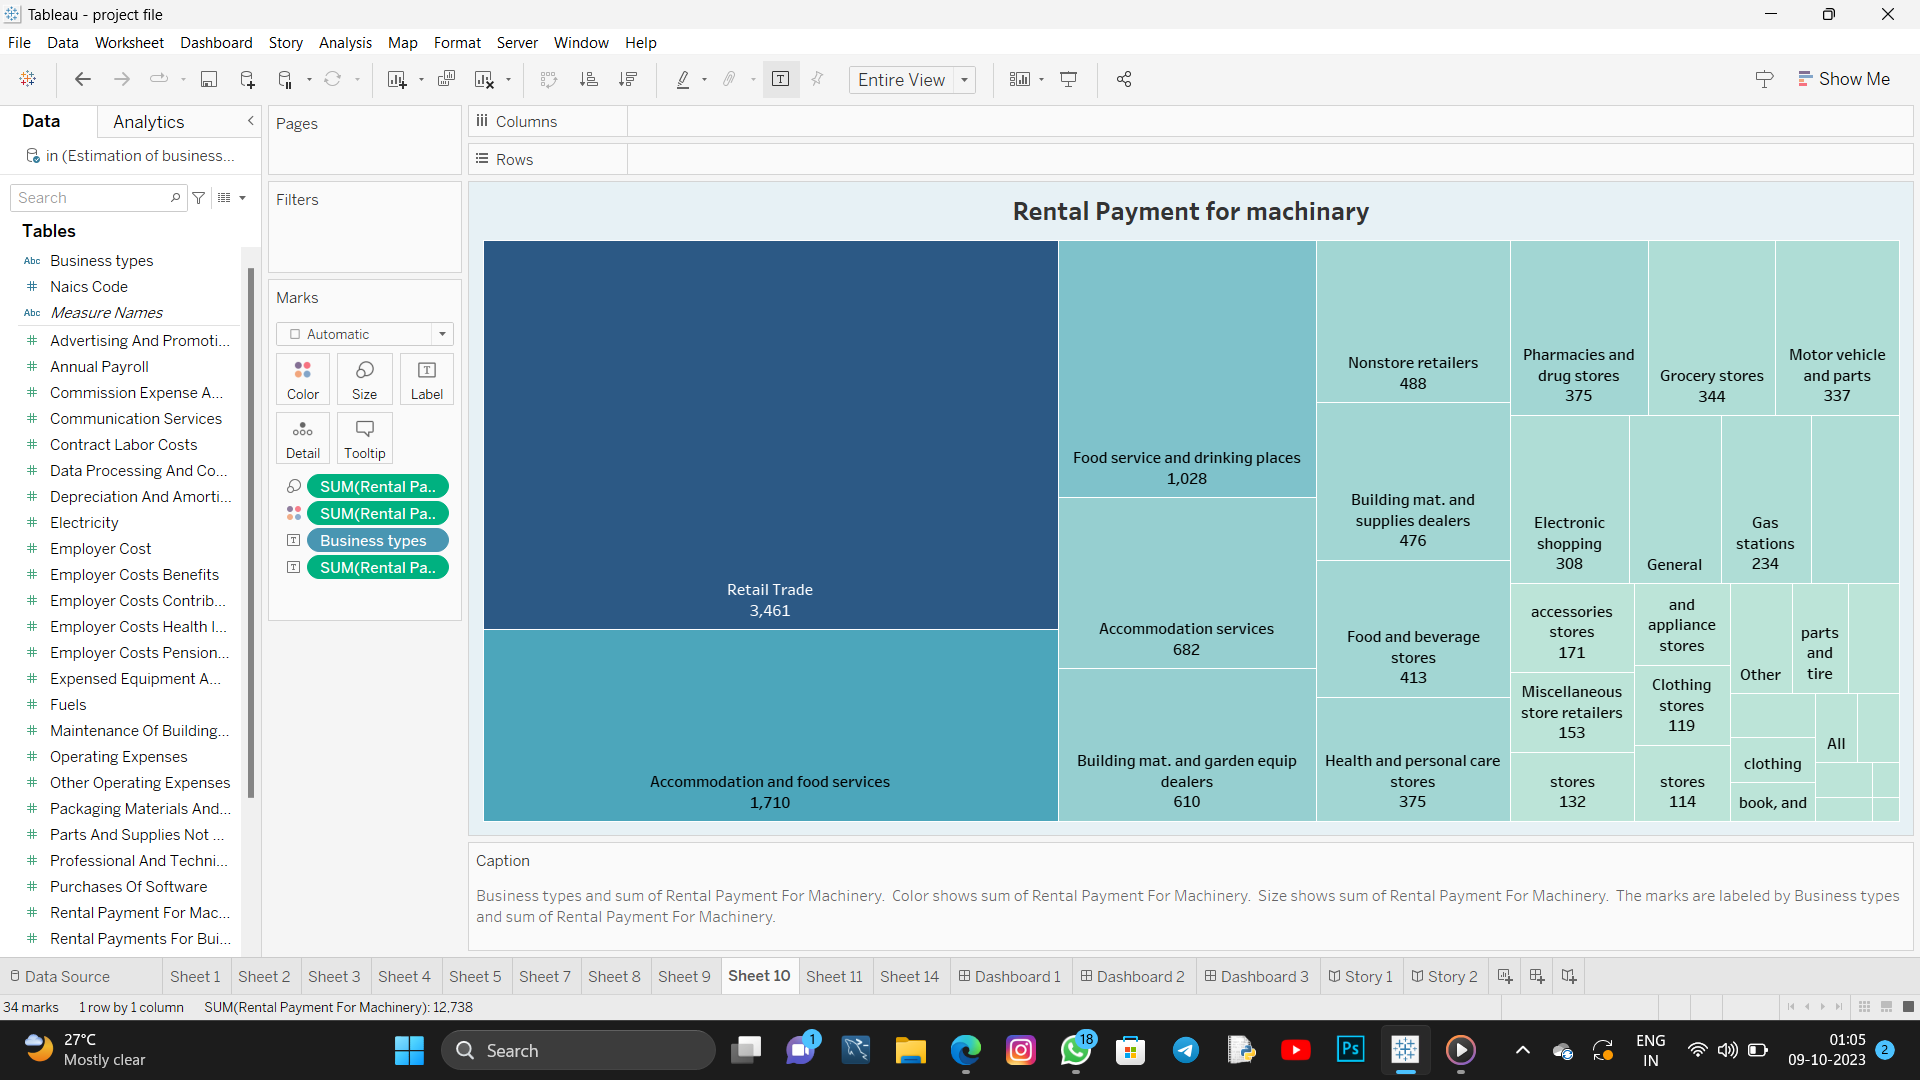 Tableau - project file
File Data Worksheet Dashboard Story Analysis Map Format Server Window Help
Entire View
Show Me
Data
Analytics
in (Estimation of business...
Search
Tables
Abc Business types
# Naics Code
Abc Measure Names
# Advertising And Promoti...
# Annual Payroll
# Commission Expense A...
# Communication Services
# Contract Labor Costs
# Data Processing And Co...
# Depreciation And Amorti...
# Electricity
# Employer Cost
# Employer Costs Benefits
# Employer Costs Contrib...
# Employer Costs Health I...
# Employer Costs Pension...
# Expensed Equipment A...
# Fuels
# Maintenance Of Building...
# Operating Expenses
# Other Operating Expenses
# Packaging Materials And...
# Parts And Supplies Not ...
# Professional And Techni...
# Purchases Of Software
# Rental Payment For Mac...
# Rental Payments For Bui...
Pages
Filters
Marks
Automatic
Color
Size
Label
Detail
Tooltip
SUM(Rental Pa..
SUM(Rental Pa..
Business types
SUM(Rental Pa..
Columns
Rows
Rental Payment for machinary
Retail Trade
3,461
Accommodation and food services
1,710
Food service and drinking places
1,028
Accommodation services
682
Building mat. and garden equip
dealers
610
Nonstore retailers
488
Building mat. and
supplies dealers
476
Food and beverage
stores
413
Health and personal care
stores
375
Pharmacies and
drug stores
375
Grocery stores
344
Motor vehicle
and parts
337
Electronic
shopping
308
General
Gas
stations
234
accessories
stores
171
Miscellaneous
store retailers
153
stores
132
and
appliance
stores
Clothing
stores
119
stores
114
Other
parts
and
tire
clothing
book, and
All
Caption
Business types and sum of Rental Payment For Machinery. Color shows sum of Rental Payment For Machinery. Size shows sum of Rental Payment For Machinery. The marks are labeled by Business types
and sum of Rental Payment For Machinery.
Data Source Sheet 1 Sheet 2 Sheet 3 Sheet 4 Sheet 5 Sheet 7 Sheet 8 Sheet 9 Sheet 10 Sheet 11 Sheet 14 Dashboard 1 Dashboard 2 Dashboard 3 Story 1 Story 2
34 marks 1 row by 1 column SUM(Rental Payment For Machinery): 12,738
27°C
Mostly clear
Search
1
18
Ps
ENG
IN
01:05
09-10-2023
2